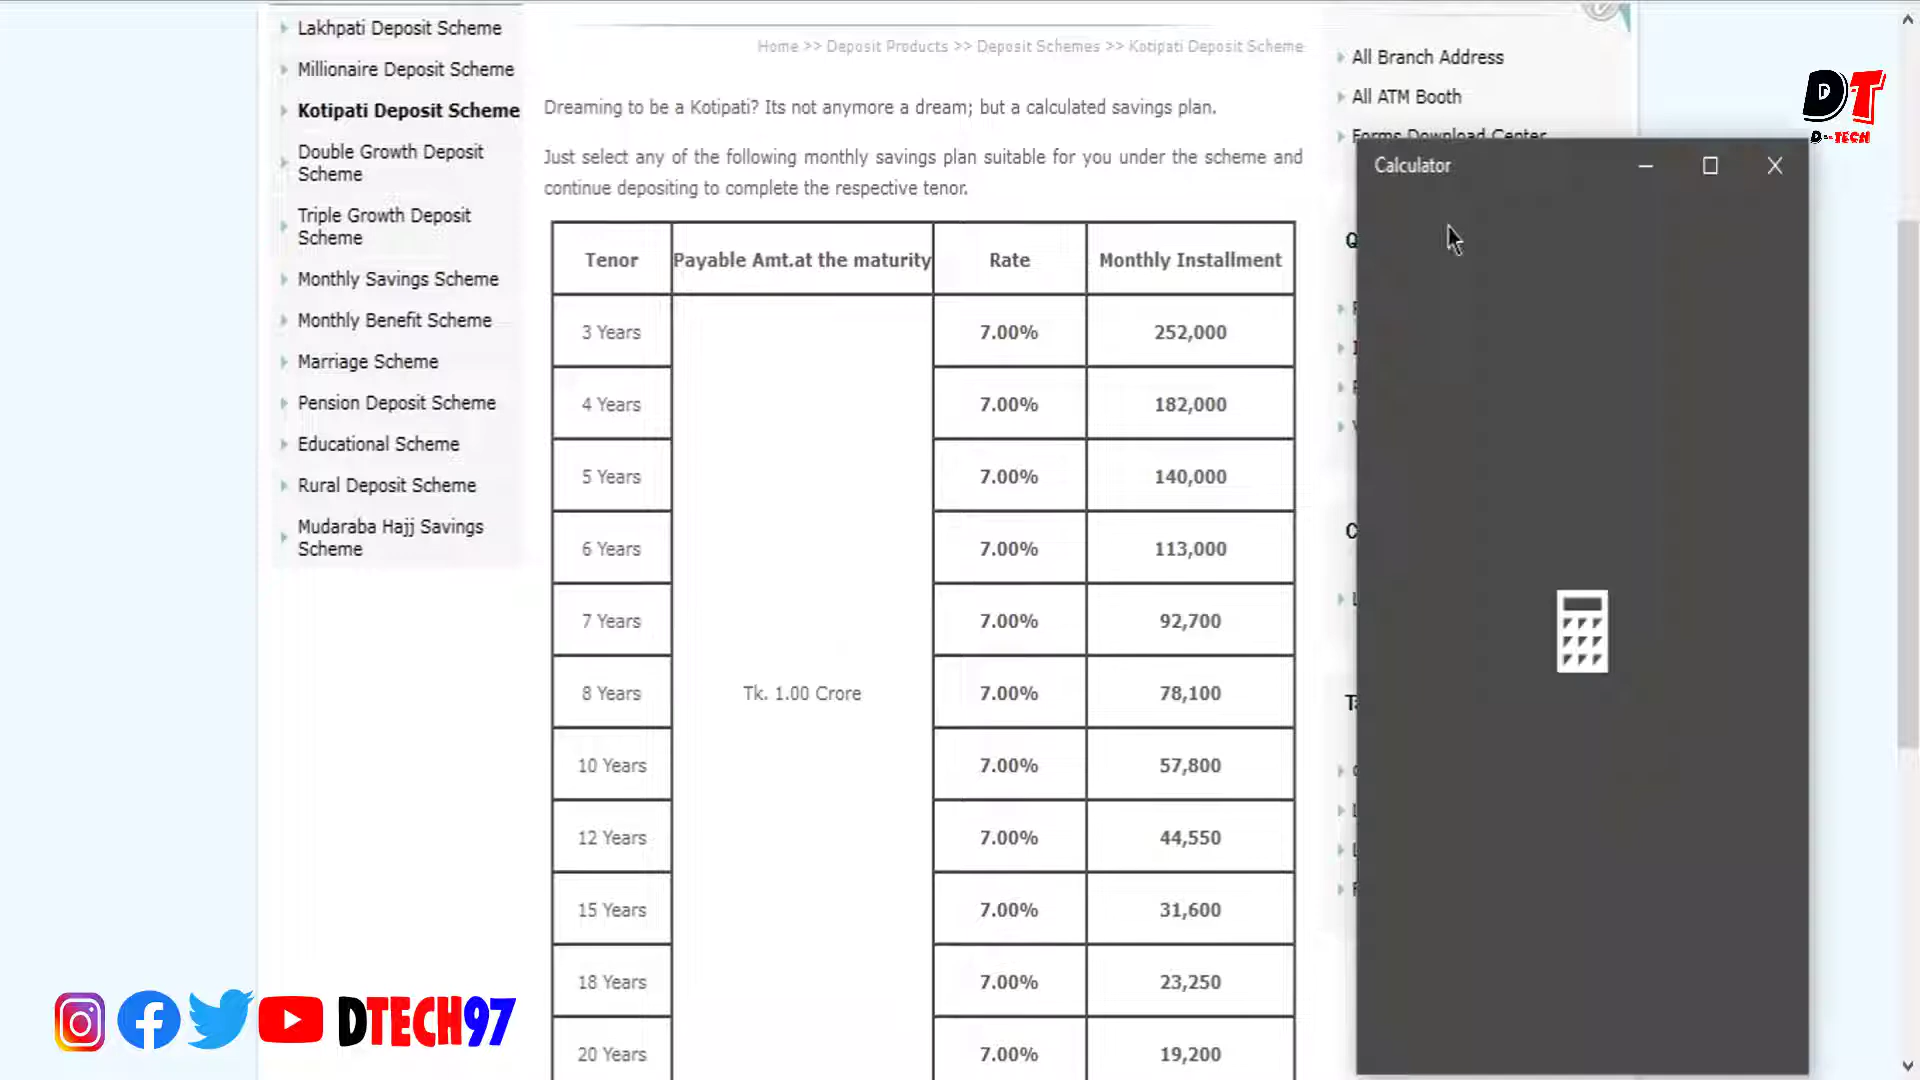 Lakhpati Deposit Scheme
Millionaire Deposit Scheme
Kotipati Deposit Scheme
Double Growth Deposit
Scheme
Triple Growth Deposit
Scheme
Monthly Savings Scheme
Monthly Benefit Scheme
Marriage Scheme
Pension Deposit Scheme
Educational Scheme
Rural Deposit Scheme
Mudaraba Hajj Savings
Scheme
Home >> Deposit Products >> Deposit Schemes >> Kotipati Deposit Scheme
Dreaming to be a Kotipati? Its not anymore a dream; but a calculated savings plan.
Just select any of the following monthly savings plan suitable for you under the scheme and
continue depositing to complete the respective tenor.
Tenor Payable Amt.at the maturity Rate Monthly Installment
3 Years 7.00% 252,000
4 Years 7.00% 182,000
5 Years 7.00% 140,000
6 Years 7.00% 113,000
7 Years 7.00% 92,700
8 Years Tk. 1.00 Crore 7.00% 78,100
10 Years 7.00% 57,800
12 Years 7.00% 44,550
15 Years 7.00% 31,600
18 Years 7.00% 23,250
20 Years 7.00% 19,200
All Branch Address
All ATM Booth
Forms Download Center
Calculator
DT
D--TECH
DTECH97